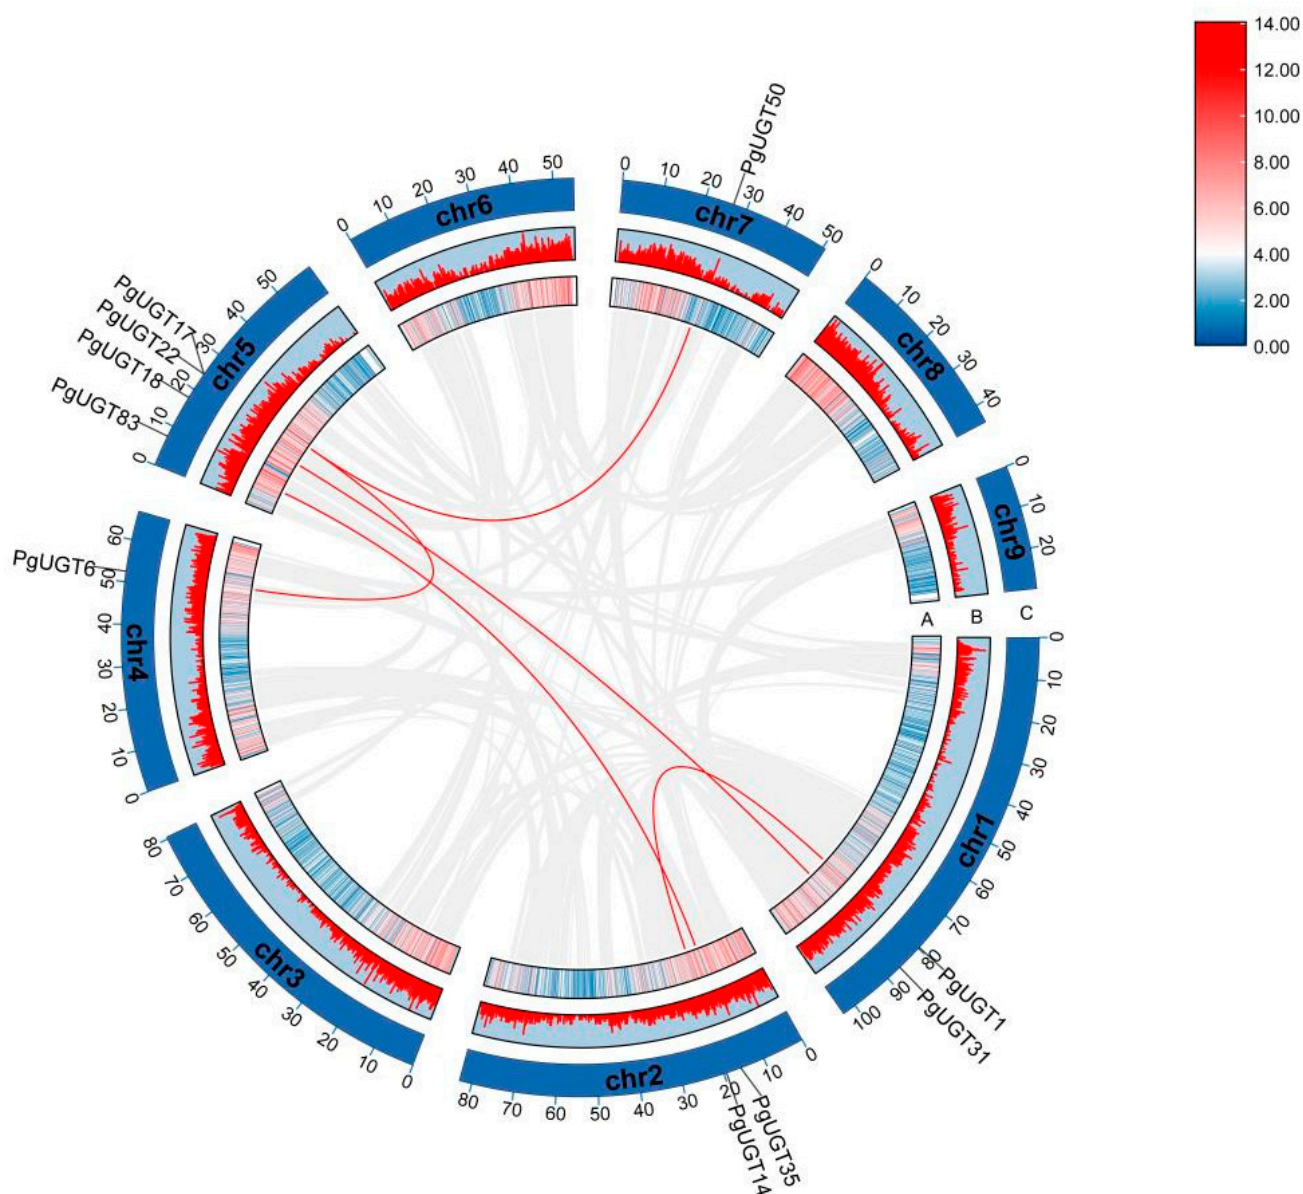 14.00
12.00
10.00
8.00
6.00
4.00
2.00
0.00
chr6
0 10 20 30 40 50
chr7
0 10 20 30 40 50
PgUGT50
chr8
0 10 20 30 40
chr9
0 10 20
A B C
chr1
0 10 20 30 40 50 60 70 80 90 100
PgUGT1
PgUGT31
chr2
0 10 20 30 40 50 60 70 80
PgUGT35
PgUGT14
chr3
0 10 20 30 40 50 60 70 80
chr4
0 10 20 30 40 50 60
PgUGT6
chr5
0 10 20 30 40 50
PgUGT83
PgUGT18
PgUGT22
PgUGT17